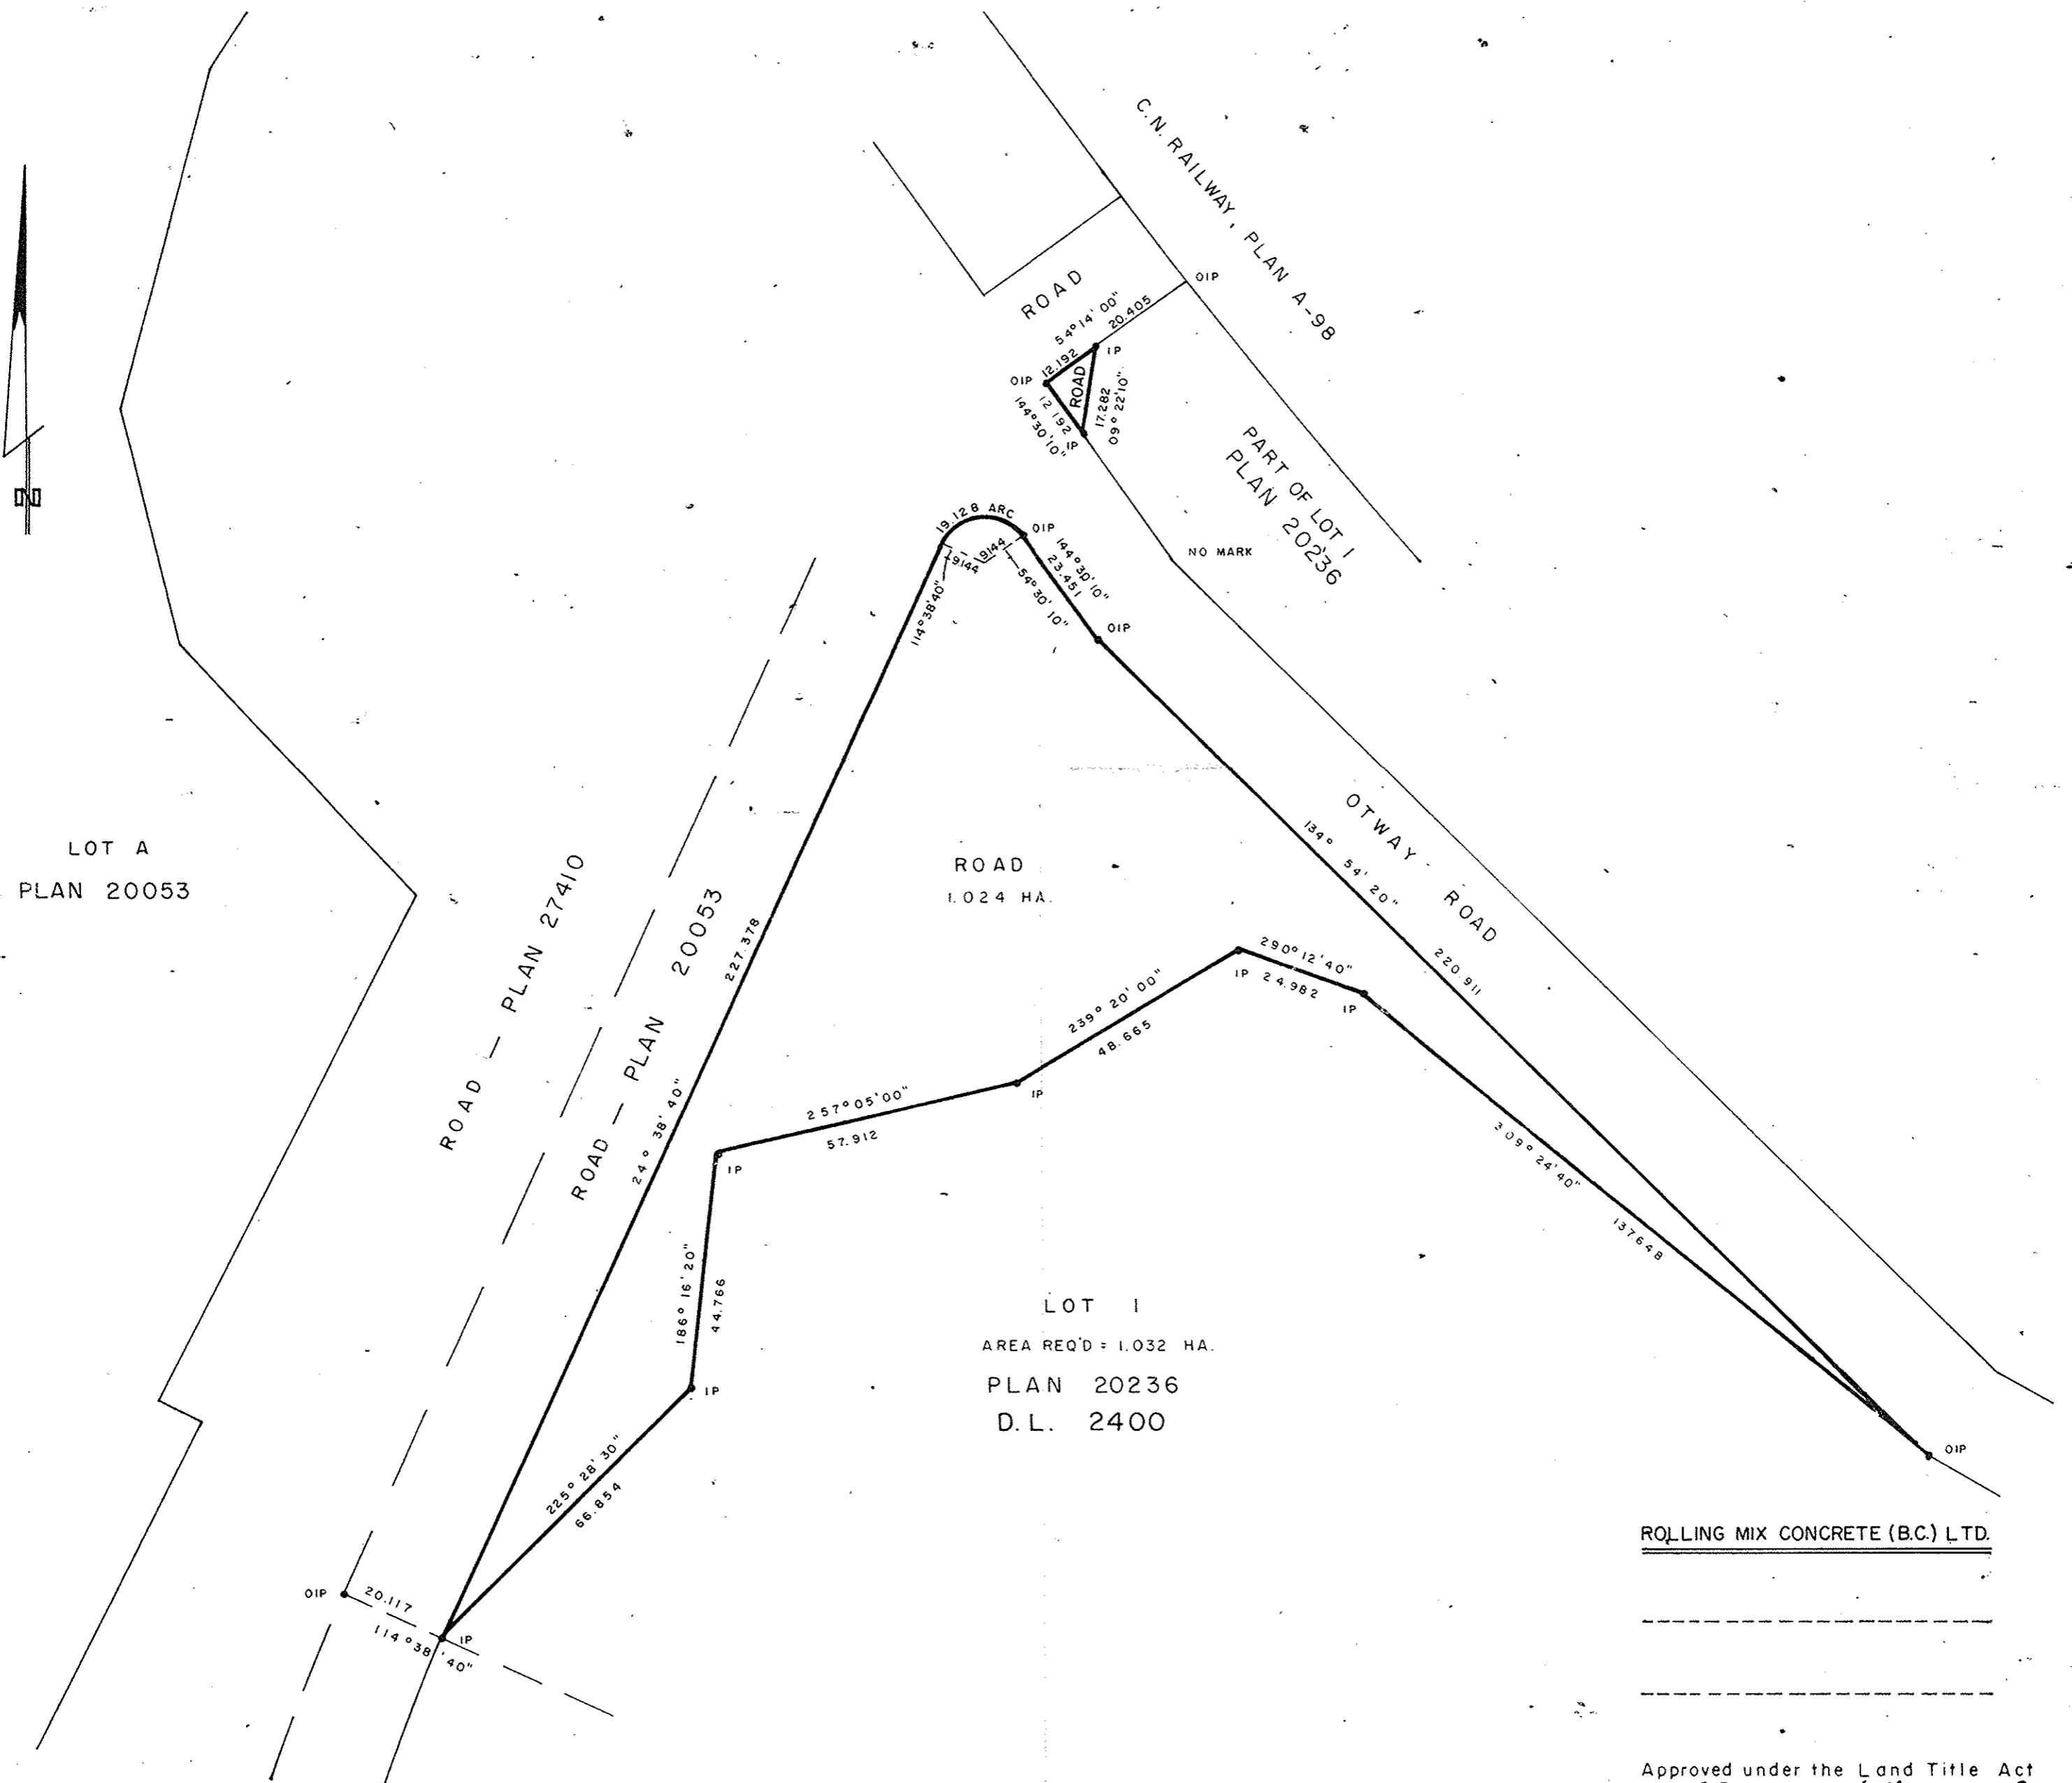 C.N. RAILWAY, PLAN A-98
OIP
ROAD
54°14'00"
20.405
12.192
IP
OIP
ROAD
17.282
09°22'10"
12.192
144°30'10"
IP
PART OF LOT 1
PLAN 20236
N
19.128 ARC
OIP
NO MARK
9.144
9.144
144°30'10"
23.451
54°30'10"
114°38'40"
OIP
OTWAY ROAD
134° 54' 20"
220.911
LOT A
PLAN 20053
ROAD — PLAN 27410
ROAD — PLAN 20053
227.378
24° 38' 40"
ROAD
1.024 HA.
290°12'40"
24.982
IP
IP
239° 20' 00"
48.665
IP
257°05'00"
57.912
IP
309° 24' 40"
137.648
186° 16' 20"
44.766
IP
LOT 1
AREA REQ'D = 1.032 HA.
PLAN 20236
D.L. 2400
225° 28' 30"
66.854
OIP
OIP
20.117
114°38'40"
IP
ROLLING MIX CONCRETE (B.C.) LTD.
Approved under the Land Title Act